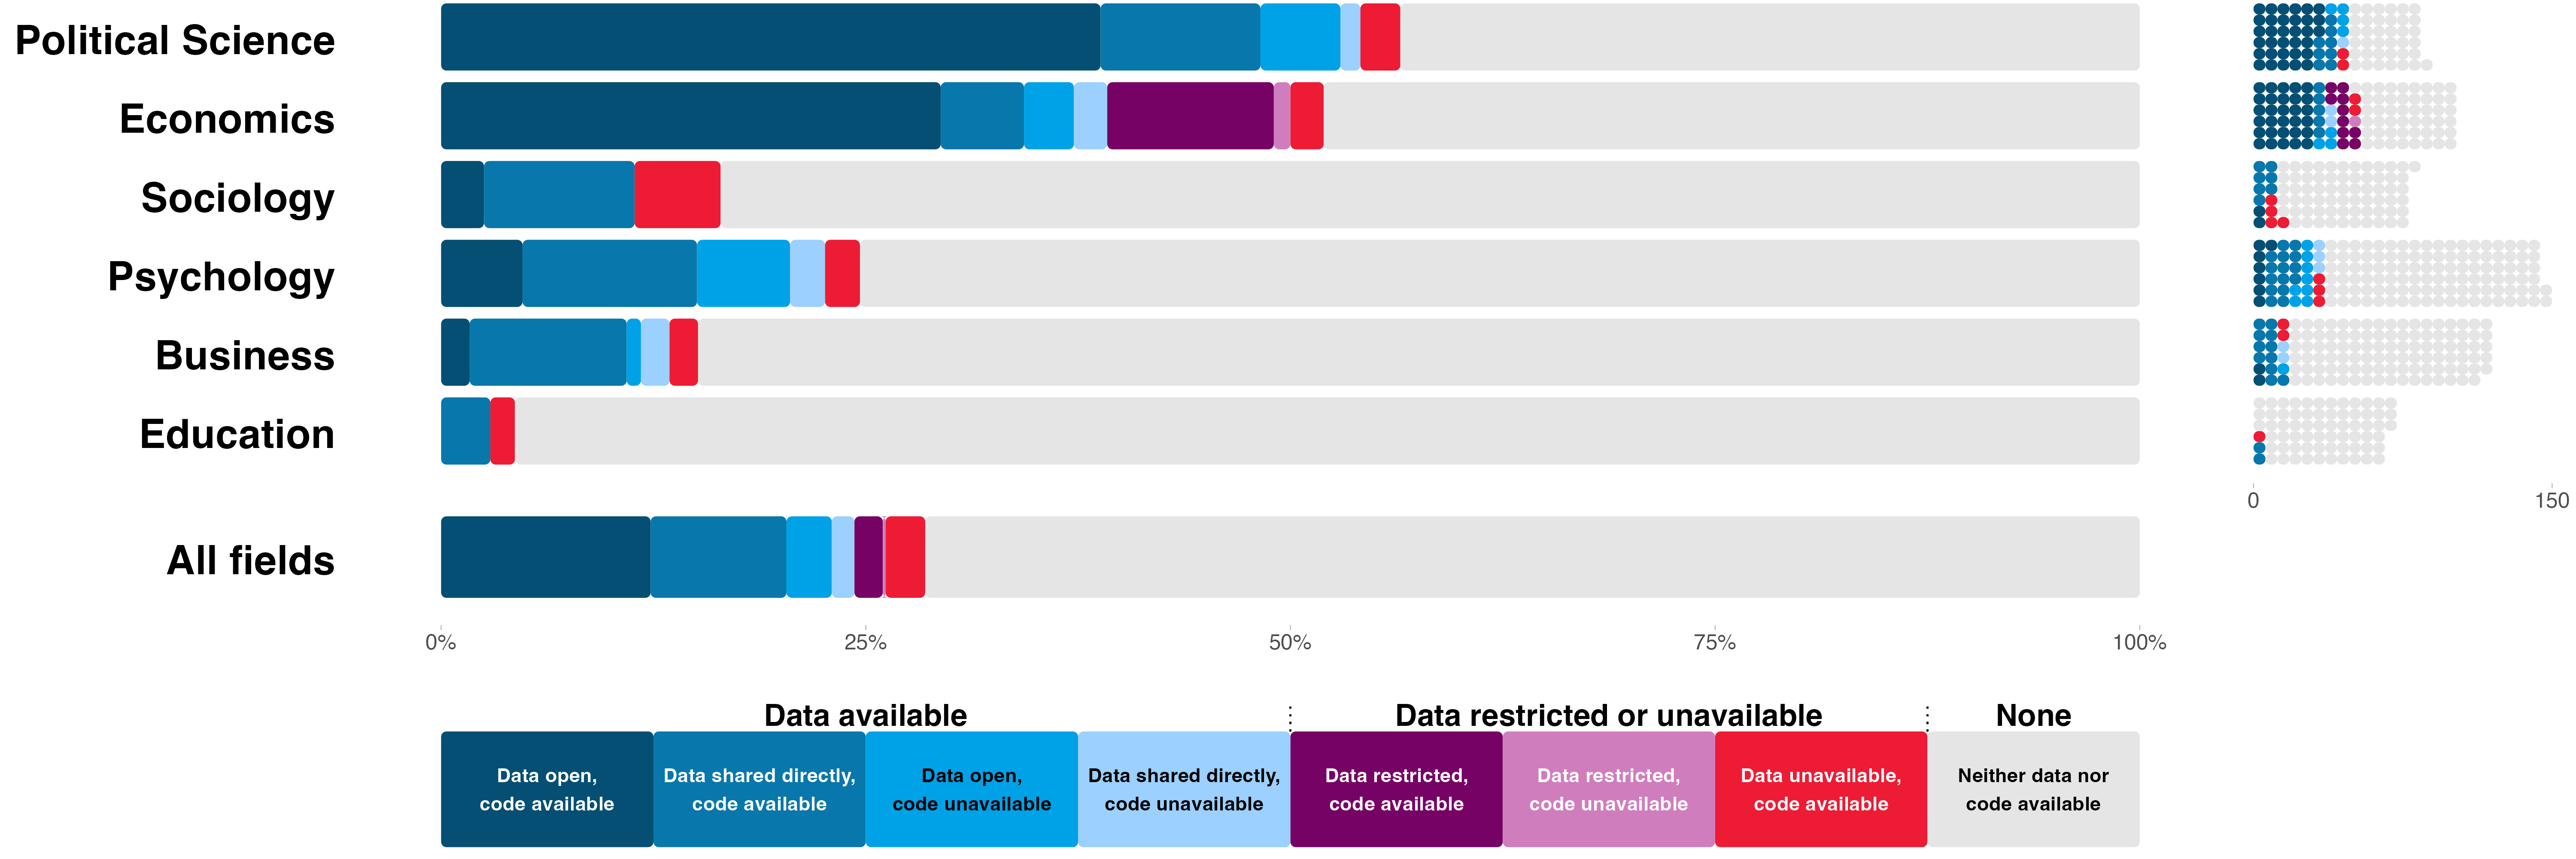 Political Science
Economics
Sociology
Psychology
Business
Education
0 150
All fields
0% 25% 50% 75% 100%
Data available Data restricted or unavailable None
Data open, Data shared directly, Data open, Data shared directly, Data restricted, Data restricted, Data unavailable, Neither data nor
code available code available code unavailable code unavailable code available code unavailable code available code available